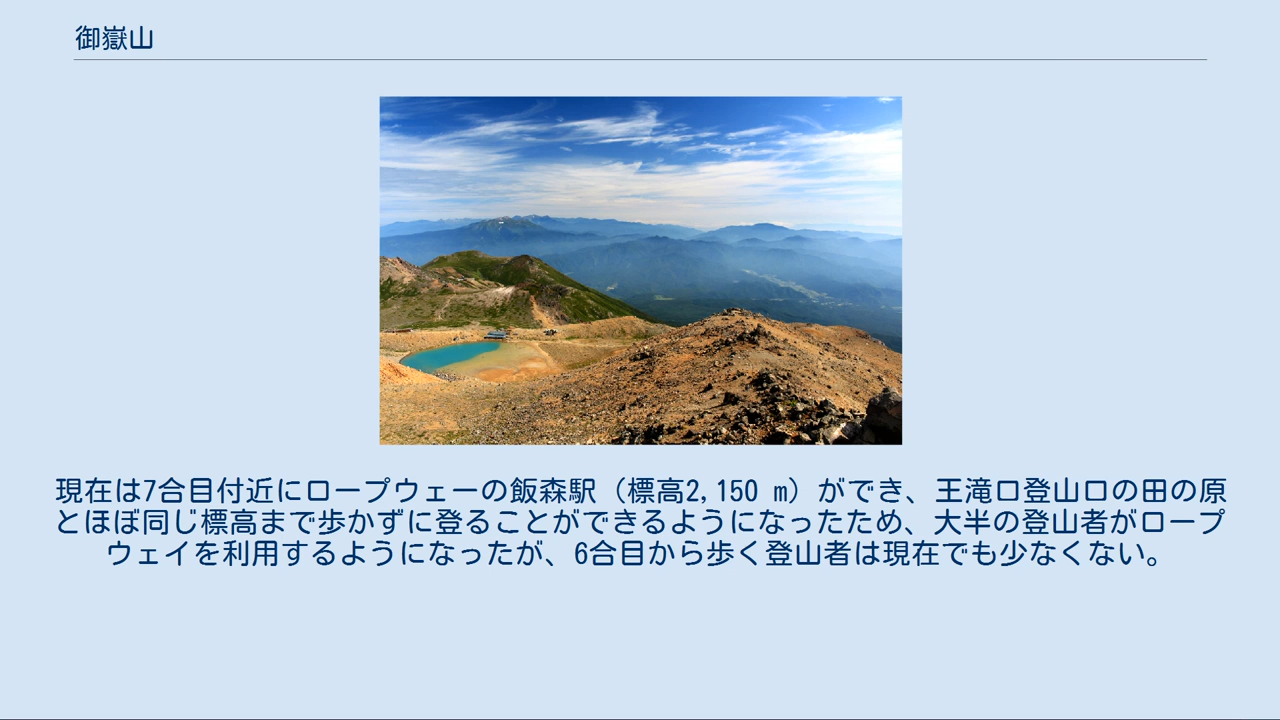 御嶽山
現在は7合目付近にロープウェーの飯森駅（標高2,150 m）ができ、王滝口登山口の田の原
とほぼ同じ標高まで歩かずに登ることができるようになったため、大半の登山者がロープ
ウェイを利用するようになったが、6合目から歩く登山者は現在でも少なくない。